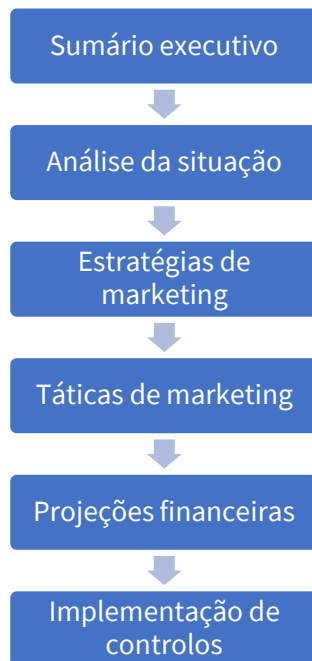 Sumário executivo
Análise da situação
Estratégias de
marketing
Táticas de marketing
Projeções financeiras
Implementação de
controlos